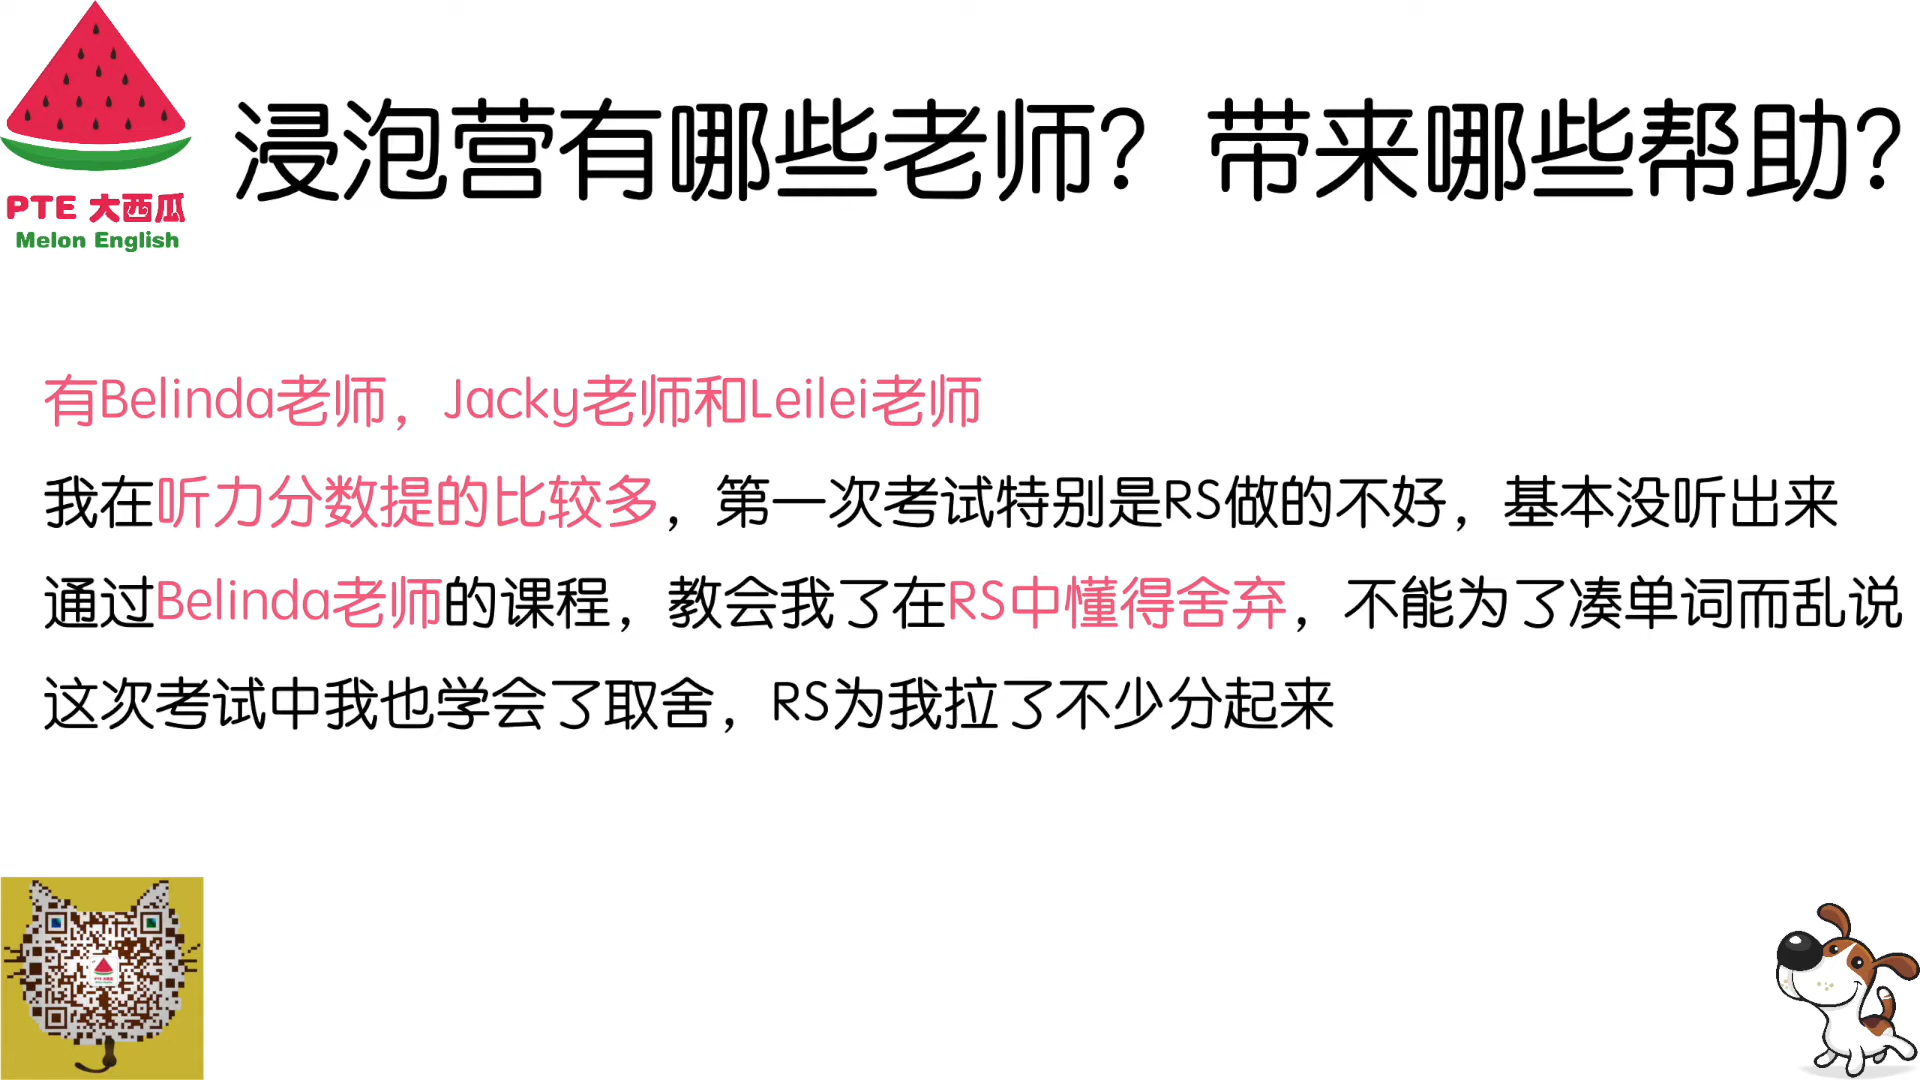 PTE 大西瓜
Melon English
浸泡营有哪些老师？带来哪些帮助？
有Belinda老师，Jacky老师和Leilei老师
我在听力分数提的比较多，第一次考试特别是RS做的不好，基本没听出来
通过Belinda老师的课程，教会我了在RS中懂得舍弃，不能为了凑单词而乱说
这次考试中我也学会了取舍，RS为我拉了不少分起来